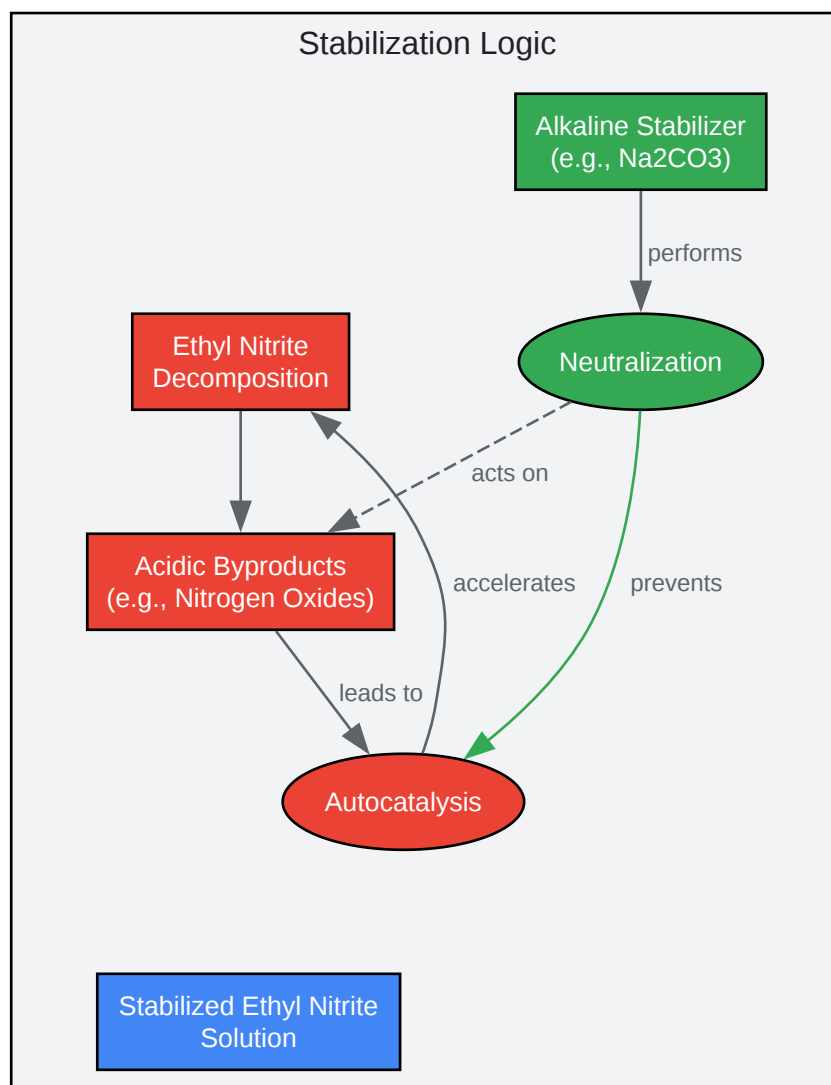 Stabilization Logic
Alkaline Stabilizer
(e.g., Na2CO3)
performs
Ethyl Nitrite
Decomposition
Neutralization
acts on
Acidic Byproducts
(e.g., Nitrogen Oxides)
accelerates
prevents
leads to
Autocatalysis
Stabilized Ethyl Nitrite
Solution